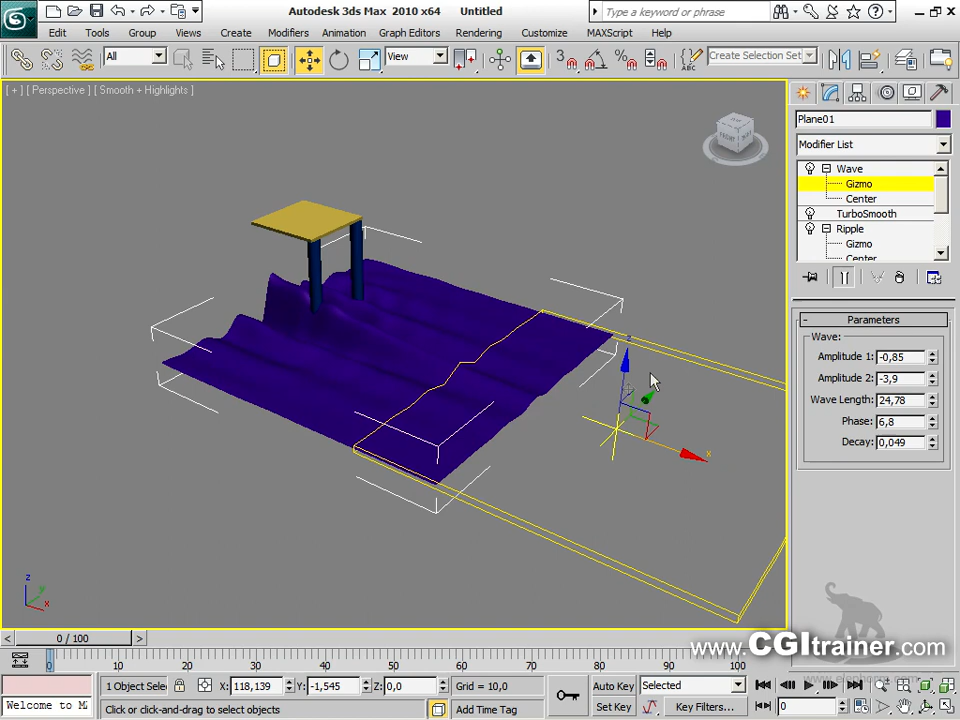 Autodesk 3ds Max 2010 x64 Untitled
Type a keyword or phrase
Edit Tools Group Views Create Modifiers Animation Graph Editors Rendering Customize MAXScript Help
All View Create Selection Set
[ + ] [ Perspective ] [ Smooth + Highlights ]
Plane01
Modifier List
Wave
Gizmo
Center
TurboSmooth
Ripple
Gizmo
Center
Parameters
Wave:
Amplitude 1: -0,85
Amplitude 2: -3,9
Wave Length: 24,78
Phase: 6,8
Decay: 0,049
x
z
y
x
0 / 100
www.CGItrainer.com
0 10 20 30 40 50 60 70 80 90 100
1 Object Selec X: 118,139 Y: -1,545 Z: 0,0 Grid = 10,0 Auto Key Selected
Welcome to M Click or click-and-drag to select objects Add Time Tag Set Key Key Filters... 0